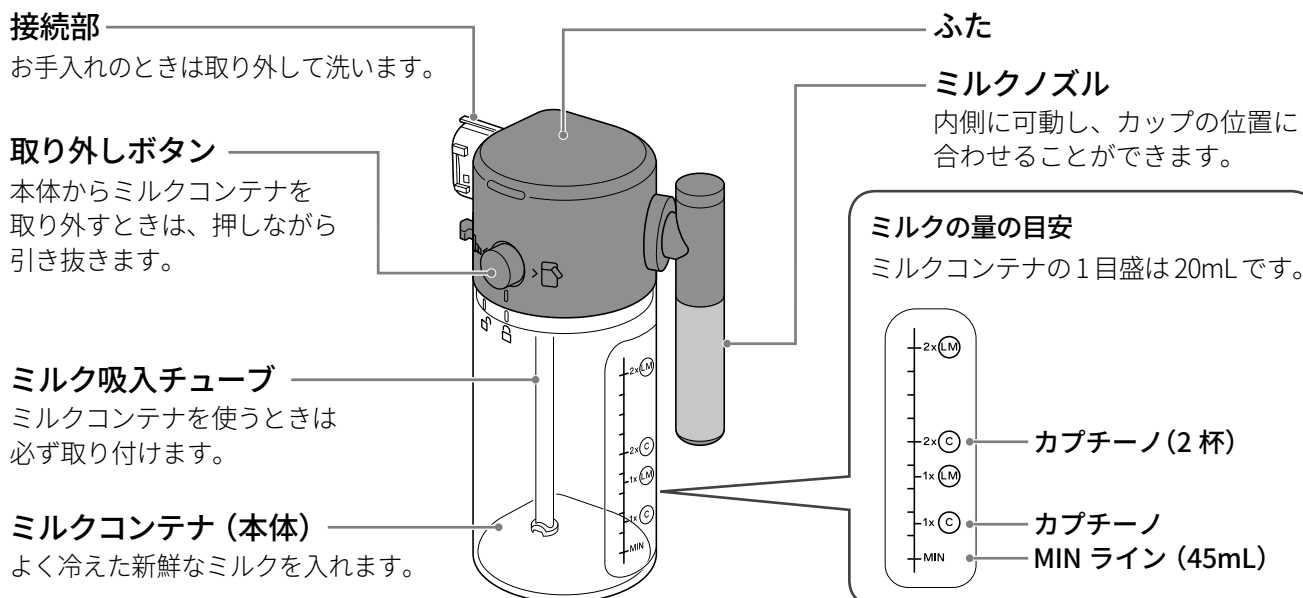 接続部
お手入れのときは取り外して洗います。
取り外しボタン
本体からミルクコンテナを
取り外すときは、押しながら
引き抜きます。
ミルク吸入チューブ
ミルクコンテナを使うときは
必ず取り付けます。
ミルクコンテナ(本体)
よく冷えた新鮮なミルクを入れます。
2x LM
2x C
1x LM
1x C
MIN
ふた
ミルクノズル
内側に可動し、カップの位置に
合わせることができます。
ミルクの量の目安
ミルクコンテナの1目盛は20mLです。
2x LM
2x C
カプチーノ(2 杯)
1x LM
1x C
カプチーノ
MIN
MIN ライン(45mL)